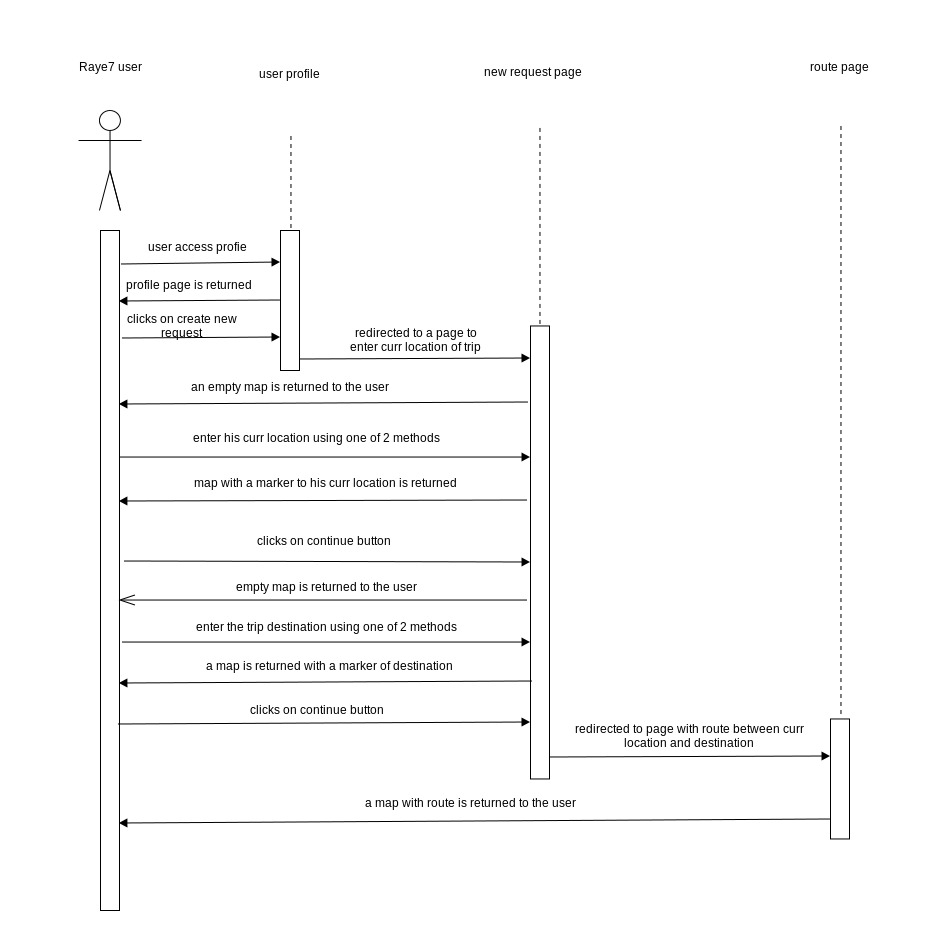 Raye7 user
user profile
new request page
route page
user access profie
profile page is returned
clicks on create new
request
redirected to a page to
enter curr location of trip
an empty map is returned to the user
enter his curr location using one of 2 methods
map with a marker to his curr location is returned
clicks on continue button
empty map is returned to the user
enter the trip destination using one of 2 methods
a map is returned with a marker of destination
clicks on continue button
redirected to page with route between curr
location and destination
a map with route is returned to the user